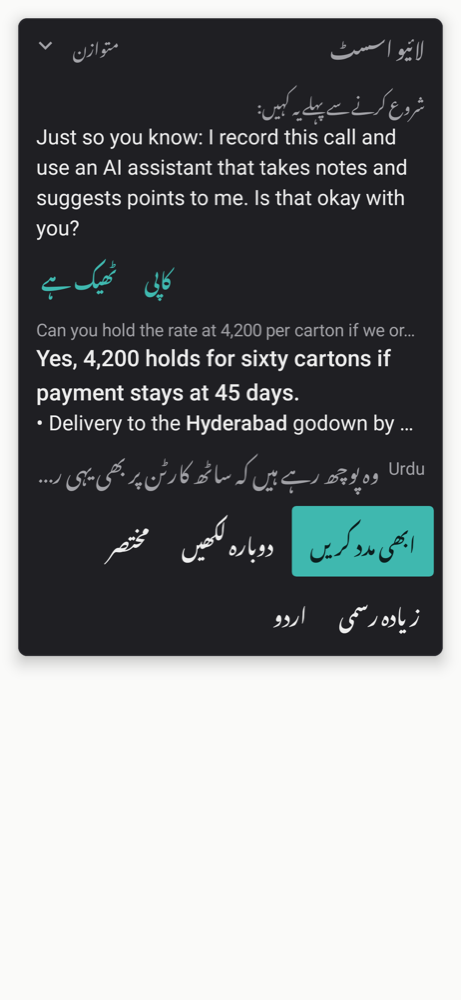 لائیو اسسٹ
متوازن
شروع کرنے سے پہلے یہ کہیں:
Just so you know: I record this call and
use an AI assistant that takes notes and
suggests points to me. Is that okay with
you?
کاپی
ٹھیک ہے
Can you hold the rate at 4,200 per carton if we or...
Yes, 4,200 holds for sixty cartons if
payment stays at 45 days.
• Delivery to the Hyderabad godown by ...
Urdu
وہ پوچھ رہے ہیں کہ ساٹھ کارٹن پر بھی یہی ر...
ابھی مدد کریں
دوبارہ لکھیں
مختصر
زیادہ رسمی
اردو